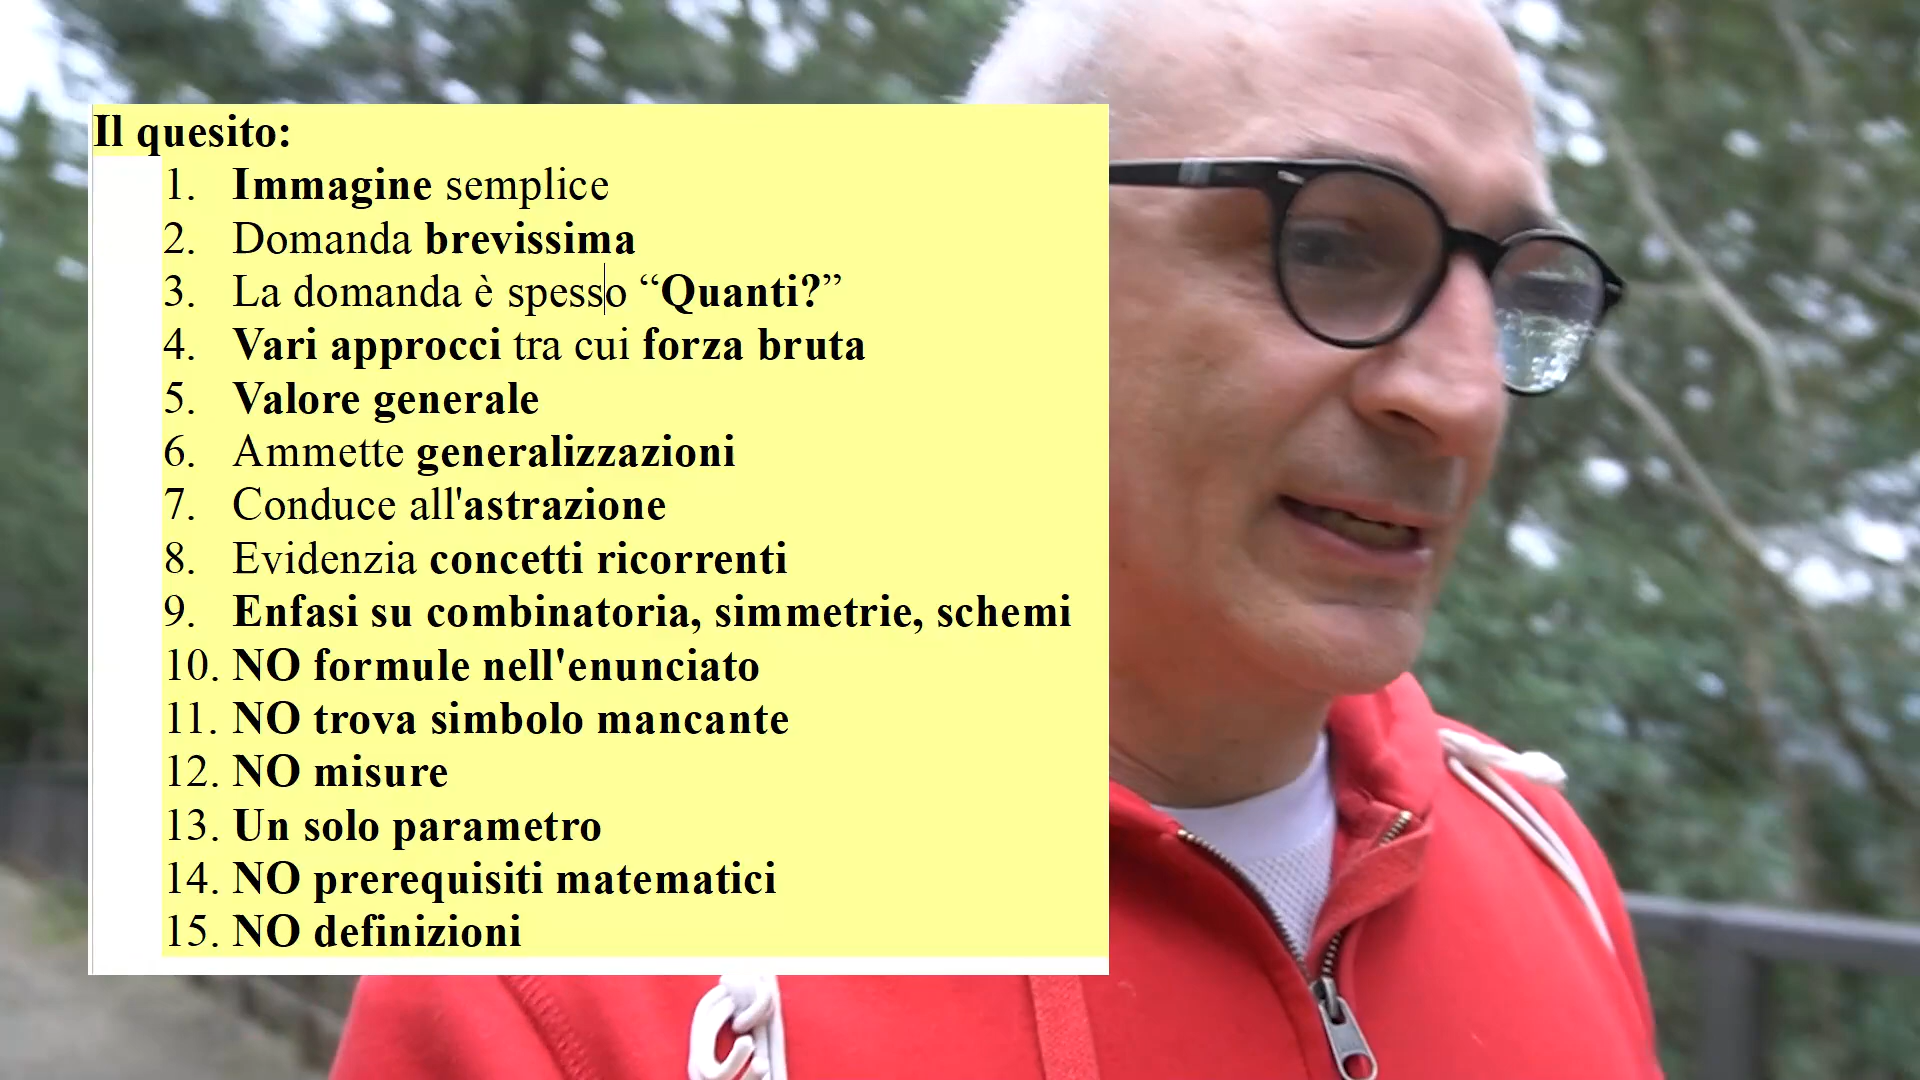 Il quesito:
1. Immagine semplice
2. Domanda brevissima
3. La domanda è spesso “Quanti?”
4. Vari approcci tra cui forza bruta
5. Valore generale
6. Ammette generalizzazioni
7. Conduce all'astrazione
8. Evidenzia concetti ricorrenti
9. Enfasi su combinatoria, simmetrie, schemi
10. NO formule nell'enunciato
11. NO trova simbolo mancante
12. NO misure
13. Un solo parametro
14. NO prerequisiti matematici
15. NO definizioni